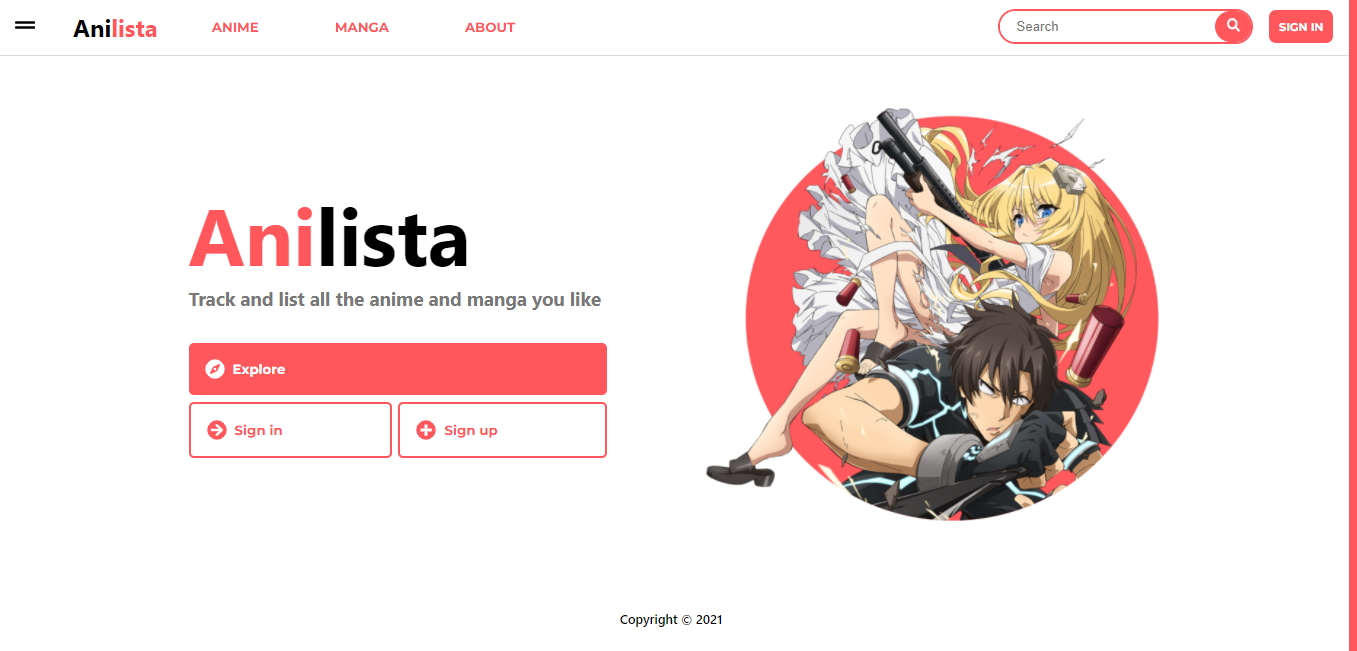 Anilista ANIME MANGA ABOUT Search SIGN IN
Anilista
Track and list all the anime and manga you like
Explore
Sign in Sign up
Copyright © 2021